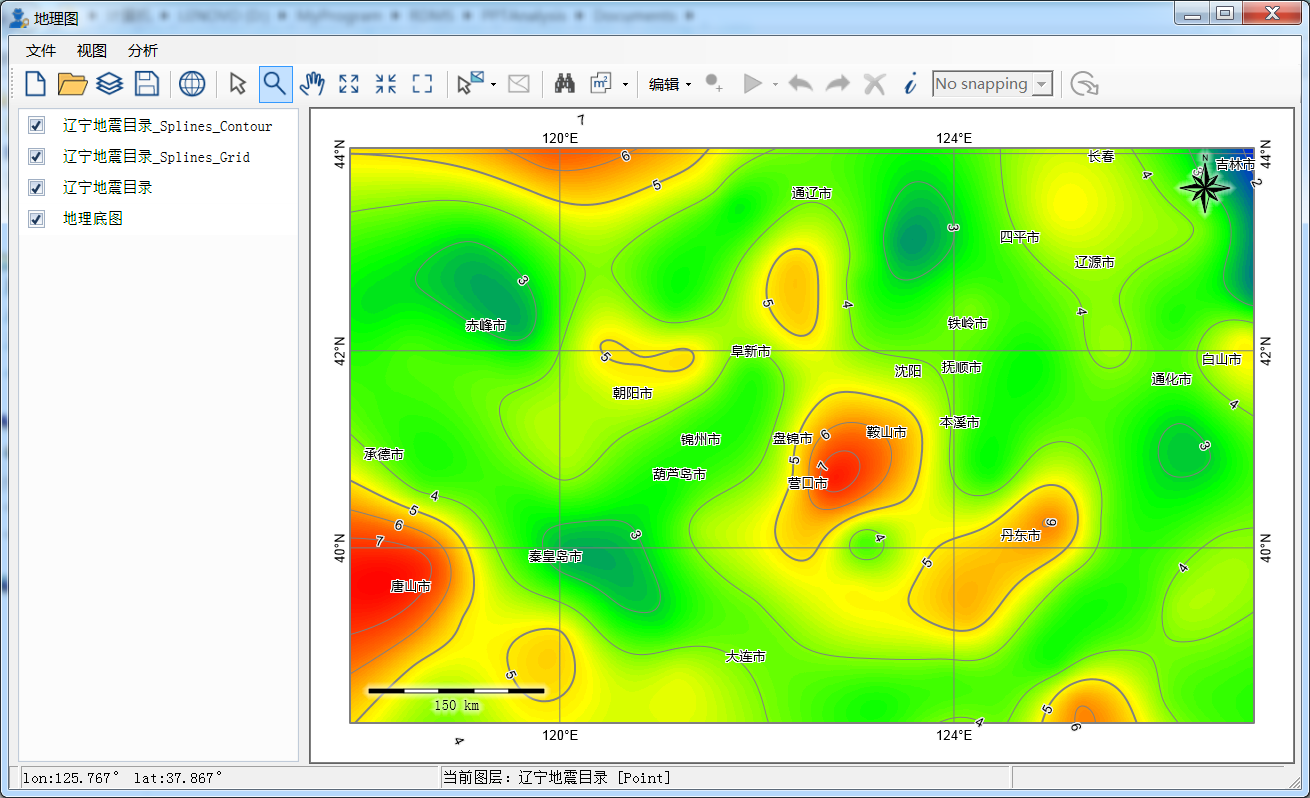 地理图
文件 视图 分析
编辑
No snapping
辽宁地震目录_Splines_Contour
辽宁地震目录_Splines_Grid
辽宁地震目录
地理底图
7
120°E 124°E
44°N 44°N
6
长春
吉林市
N
4
2
5
通辽市
3
四平市
辽源市
3
5
4
4
赤峰市
铁岭市
42°N 42°N
5
阜新市
白山市
沈阳
抚顺市
通化市
朝阳市
4
本溪市
锦州市
盘锦市
6
鞍山市
3
承德市
5
7
葫芦岛市
营口市
4
5
6
6
7
3
4
丹东市
40°N 40°N
秦皇岛市
5
4
唐山市
大连市
5
150 km
5
4
6
120°E 124°E
4
lon:125.767° lat:37.867°
当前图层：辽宁地震目录 [Point]